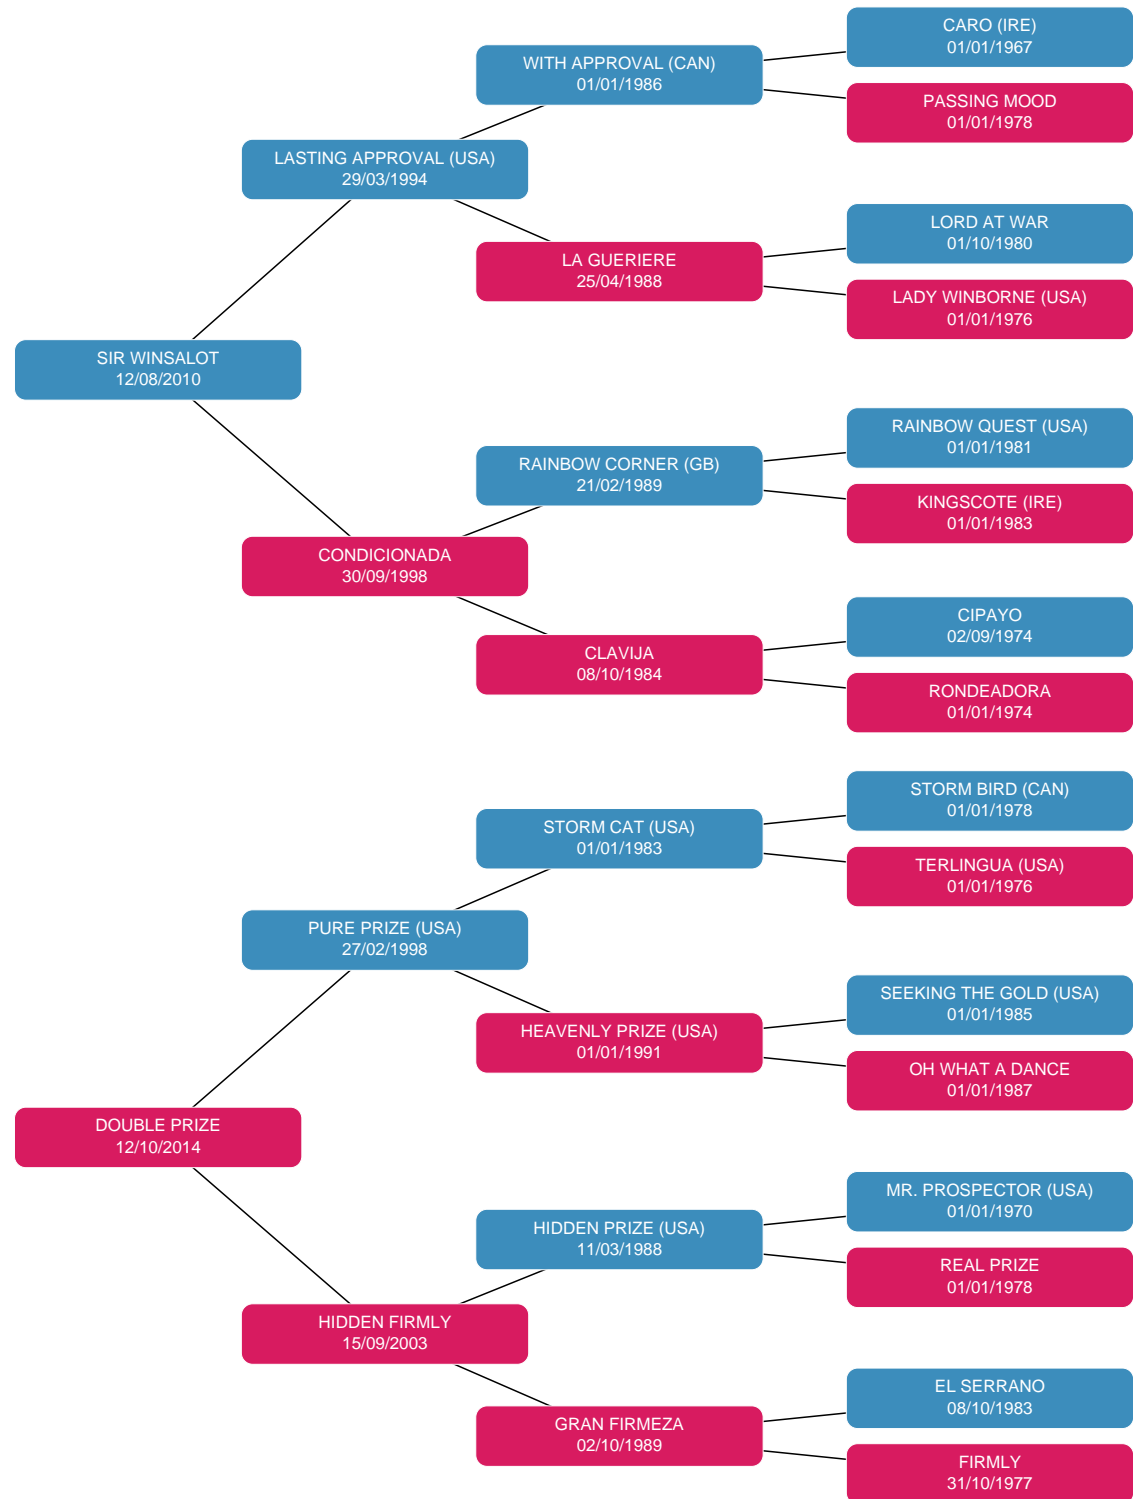 CARO (IRE)
01/01/1967
WITH APPROVAL (CAN)
01/01/1986
PASSING MOOD
01/01/1978
LASTING APPROVAL (USA)
29/03/1994
LORD AT WAR
01/10/1980
LA GUERIERE
25/04/1988
LADY WINBORNE (USA)
01/01/1976
SIR WINSALOT
12/08/2010
RAINBOW QUEST (USA)
01/01/1981
RAINBOW CORNER (GB)
21/02/1989
KINGSCOTE (IRE)
01/01/1983
CONDICIONADA
30/09/1998
CIPAYO
02/09/1974
CLAVIJA
08/10/1984
RONDEADORA
01/01/1974
STORM BIRD (CAN)
01/01/1978
STORM CAT (USA)
01/01/1983
TERLINGUA (USA)
01/01/1976
PURE PRIZE (USA)
27/02/1998
SEEKING THE GOLD (USA)
01/01/1985
HEAVENLY PRIZE (USA)
01/01/1991
OH WHAT A DANCE
01/01/1987
DOUBLE PRIZE
12/10/2014
MR. PROSPECTOR (USA)
01/01/1970
HIDDEN PRIZE (USA)
11/03/1988
REAL PRIZE
01/01/1978
HIDDEN FIRMLY
15/09/2003
EL SERRANO
08/10/1983
GRAN FIRMEZA
02/10/1989
FIRMLY
31/10/1977